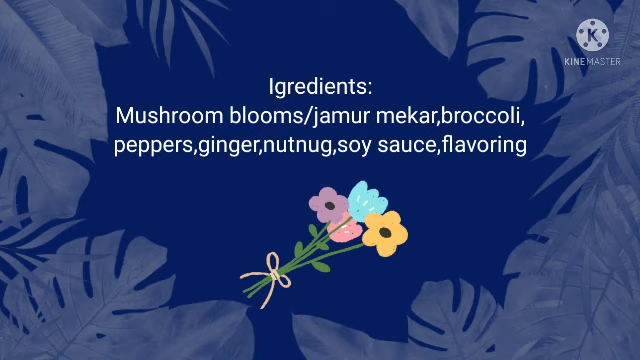 Igredients:
Mushroom blooms/jamur mekar,broccoli,
peppers,ginger,nutnug,soy sauce,flavoring
K
KINEMASTER